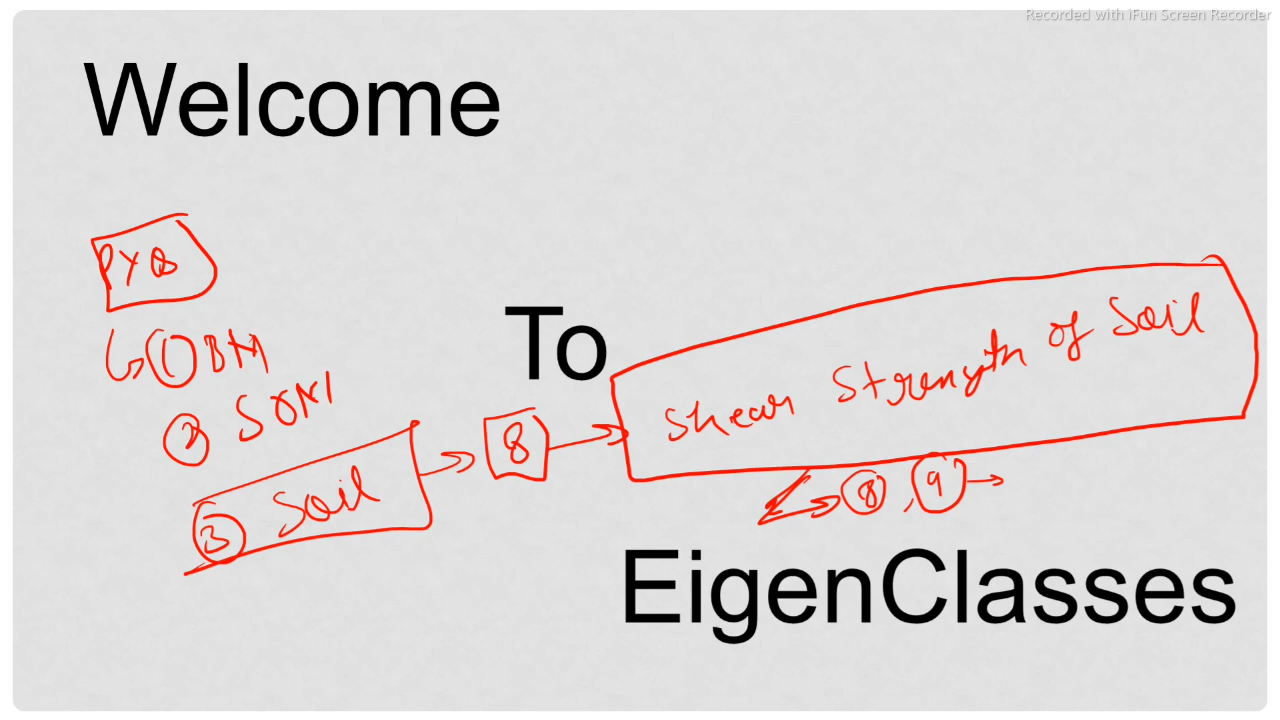 Recorded with iFun Screen Recorder
Welcome
PYQ
① BM
To
② SOM
Shear Strength of Soil
③ Soil
8
8, 9
EigenClasses